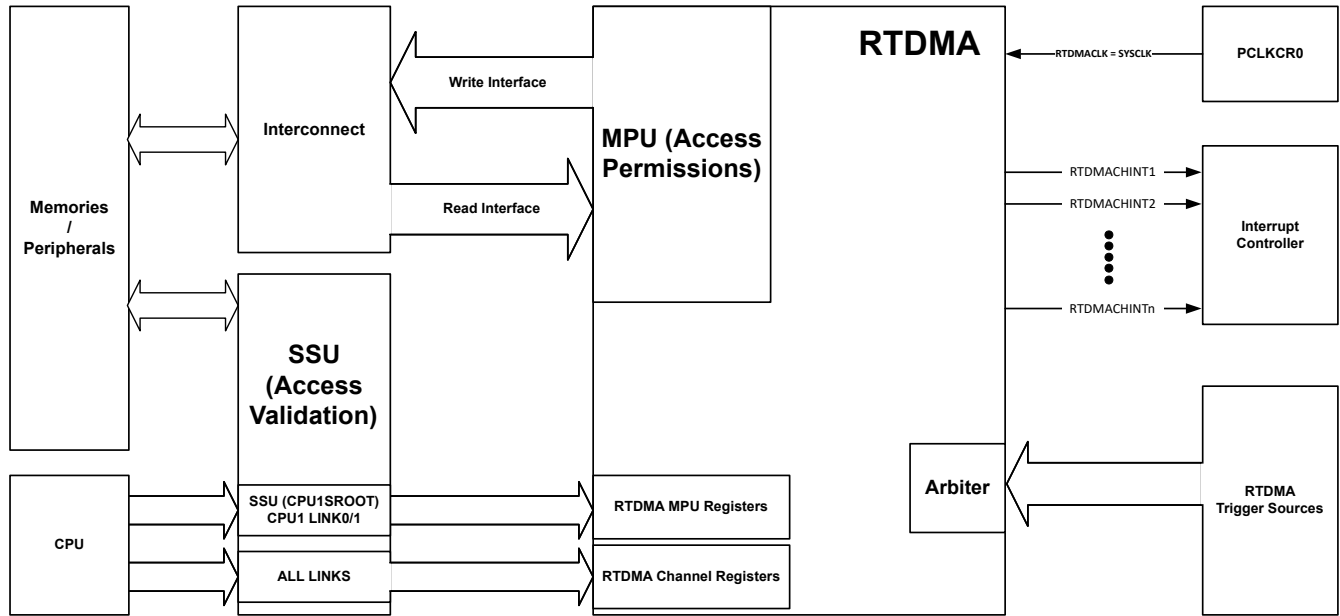 RTDMA
RTDMACLK = SYSCLK
PCLKCR0
Write Interface
Interconnect
MPU (Access
Permissions)
RTDMACHINT1
Read Interface
RTDMACHINT2
Memories
/
Peripherals
Interrupt
Controller
RTDMACHINTn
SSU
(Access
Validation)
Arbiter
RTDMA
Trigger Sources
SSU (CPU1SROOT)
CPU1 LINK0/1
RTDMA MPU Registers
CPU
ALL LINKS
RTDMA Channel Registers